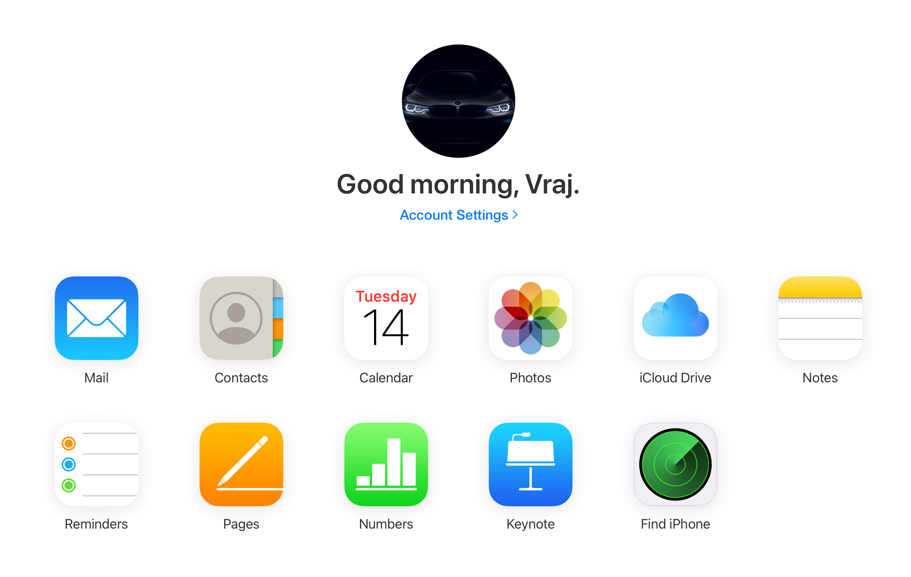 Good morning, Vraj.
Account Settings >
Tuesday
14
Mail
Contacts
Calendar
Photos
iCloud Drive
Notes
Reminders
Pages
Numbers
Keynote
Find iPhone